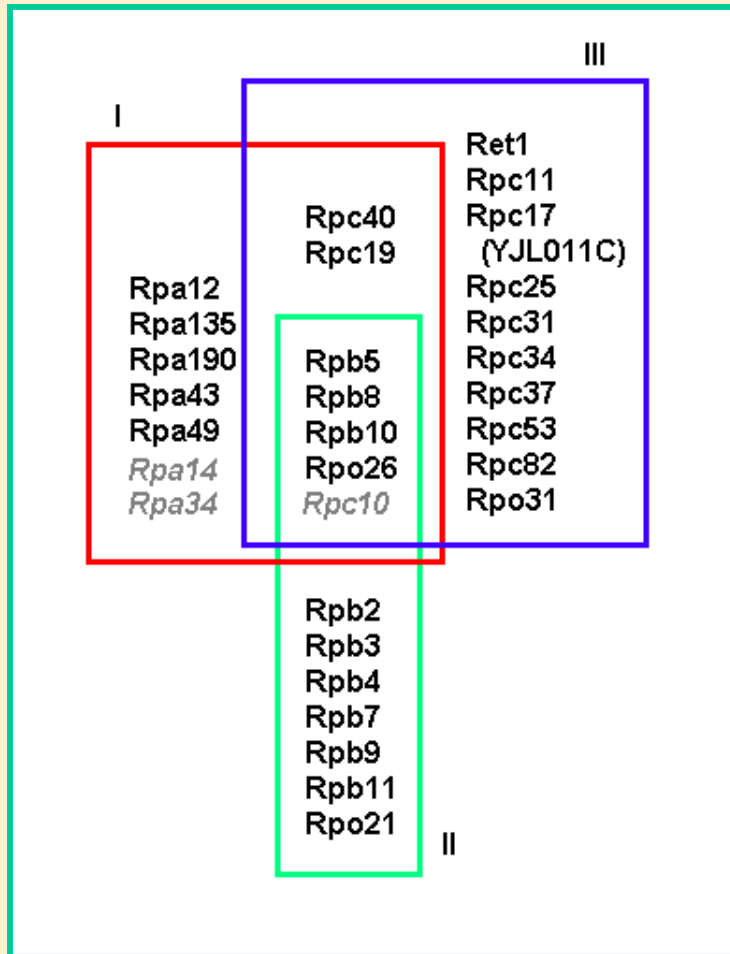 III
I
Ret1
Rpc11
Rpc17
(YJL011C)
Rpc25
Rpc31
Rpc34
Rpc37
Rpc53
Rpc82
Rpo31
Rpc40
Rpc19
Rpa12
Rpa135
Rpa190
Rpa43
Rpa49
Rpa14
Rpa34
Rpb5
Rpb8
Rpb10
Rpo26
Rpc10
Rpb2
Rpb3
Rpb4
Rpb7
Rpb9
Rpb11
Rpo21
II